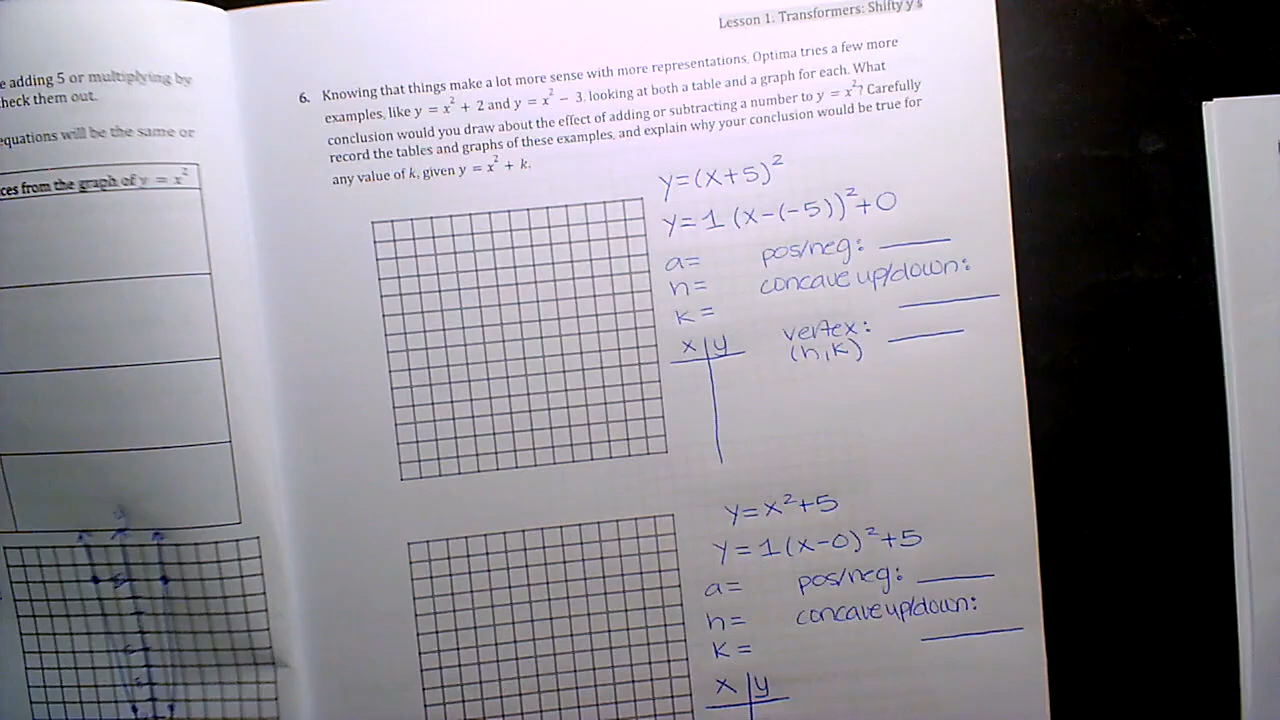 e adding 5 or multiplying by
heck them out.
equations will be the same or
ces from the graph of y = x²
Lesson 1. Transformers: Shifty y's
6. Knowing that things make a lot more sense with more representations, Optima tries a few more
examples, like y = x² + 2 and y = x² − 3, looking at both a table and a graph for each. What
conclusion would you draw about the effect of adding or subtracting a number to y = x²? Carefully
record the tables and graphs of these examples, and explain why your conclusion would be true for
any value of k, given y = x² + k.
y=(x+5)²
y=1(x-(-5))²+0
a= pos/neg:
h= concave up/down:
k=
x y vertex:
(h,k)
y=x²+5
y=1(x-0)²+5
a= pos/neg:
h= concave up/down:
k=
x y